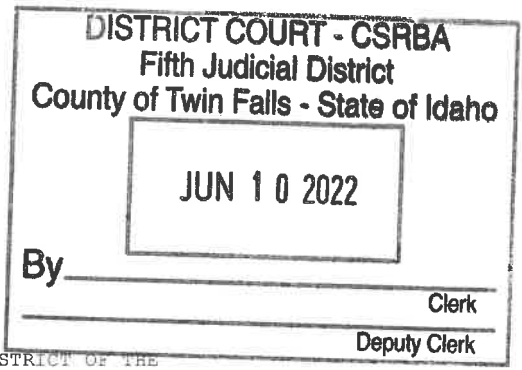 DISTRICT COURT - CSRBA
Fifth Judicial District
County of Twin Falls - State of Idaho
JUN 10 2022
By
Clerk
Deputy Clerk
STRICT OF THE